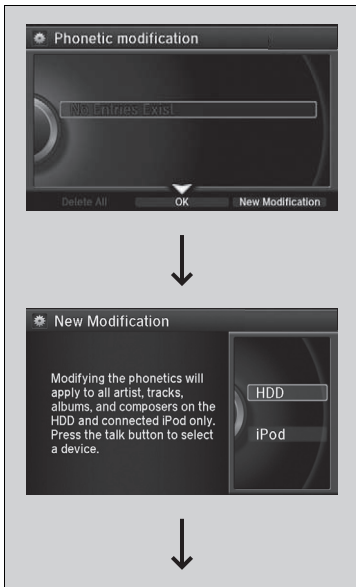 Phonetic modification
No Entries Exist
Delete All OK New Modification
New Modification
Modifying the phonetics will
apply to all artist, tracks,
albums, and composers on the
HDD and connected iPod only.
Press the talk button to select
a device.
HDD
iPod